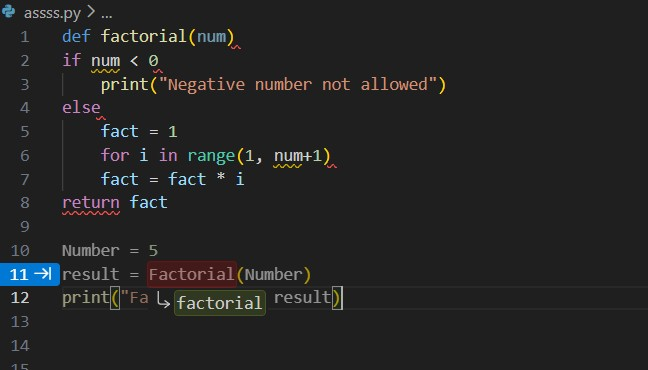 assss.py > ...
1 def factorial(num)
2 if num < 0
3     print("Negative number not allowed")
4 else
5     fact = 1
6     for i in range(1, num+1)
7     fact = fact * i
8 return fact
9
10 Number = 5
11 result = Factorial(Number)
12 print("Fa result)
factorial
13
14